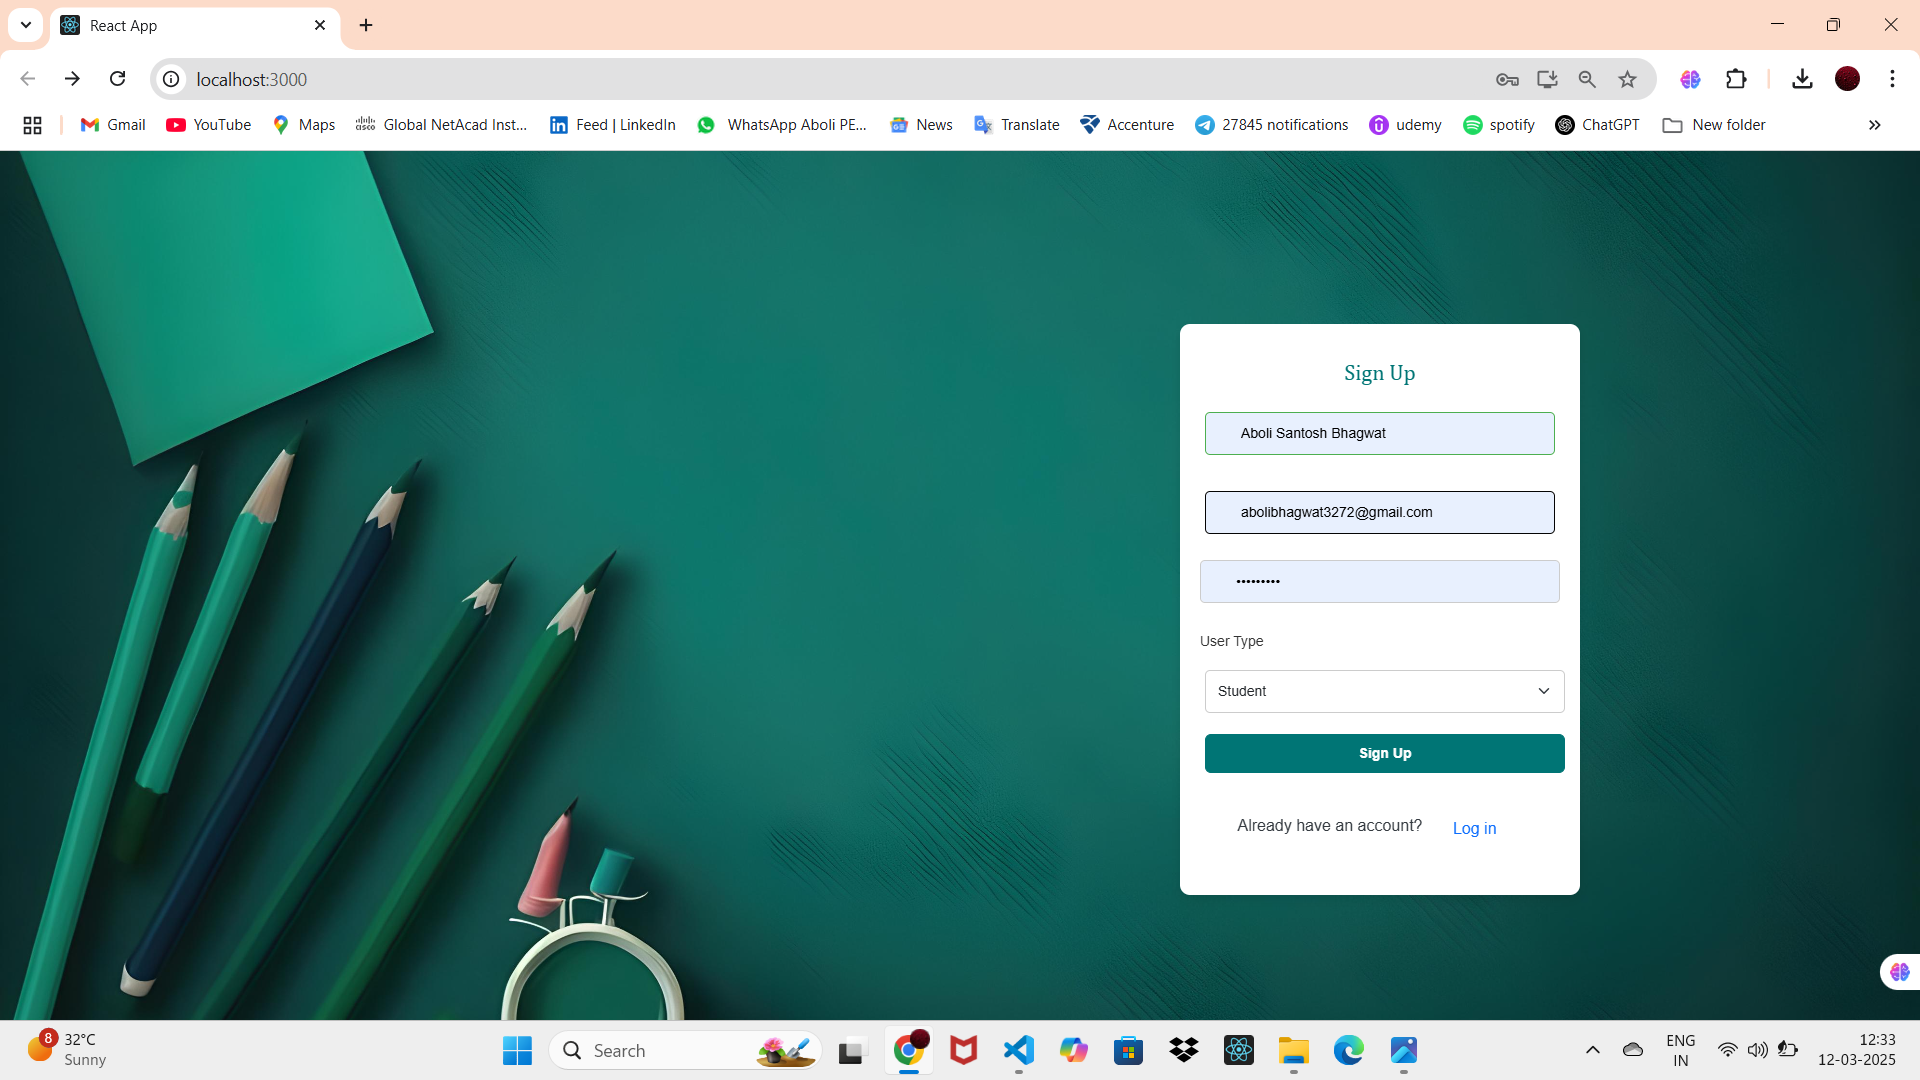 React App
localhost:3000
Gmail
YouTube
Maps
Global NetAcad Inst...
Feed | LinkedIn
WhatsApp Aboli PE...
News
Translate
Accenture
27845 notifications
udemy
spotify
ChatGPT
New folder
Sign Up
Aboli Santosh Bhagwat
abolibhagwat3272@gmail.com
•••••••••
User Type
Student
Sign Up
Already have an account? Log in
8
32°C
Sunny
Search
ENG
IN
12:33
12-03-2025